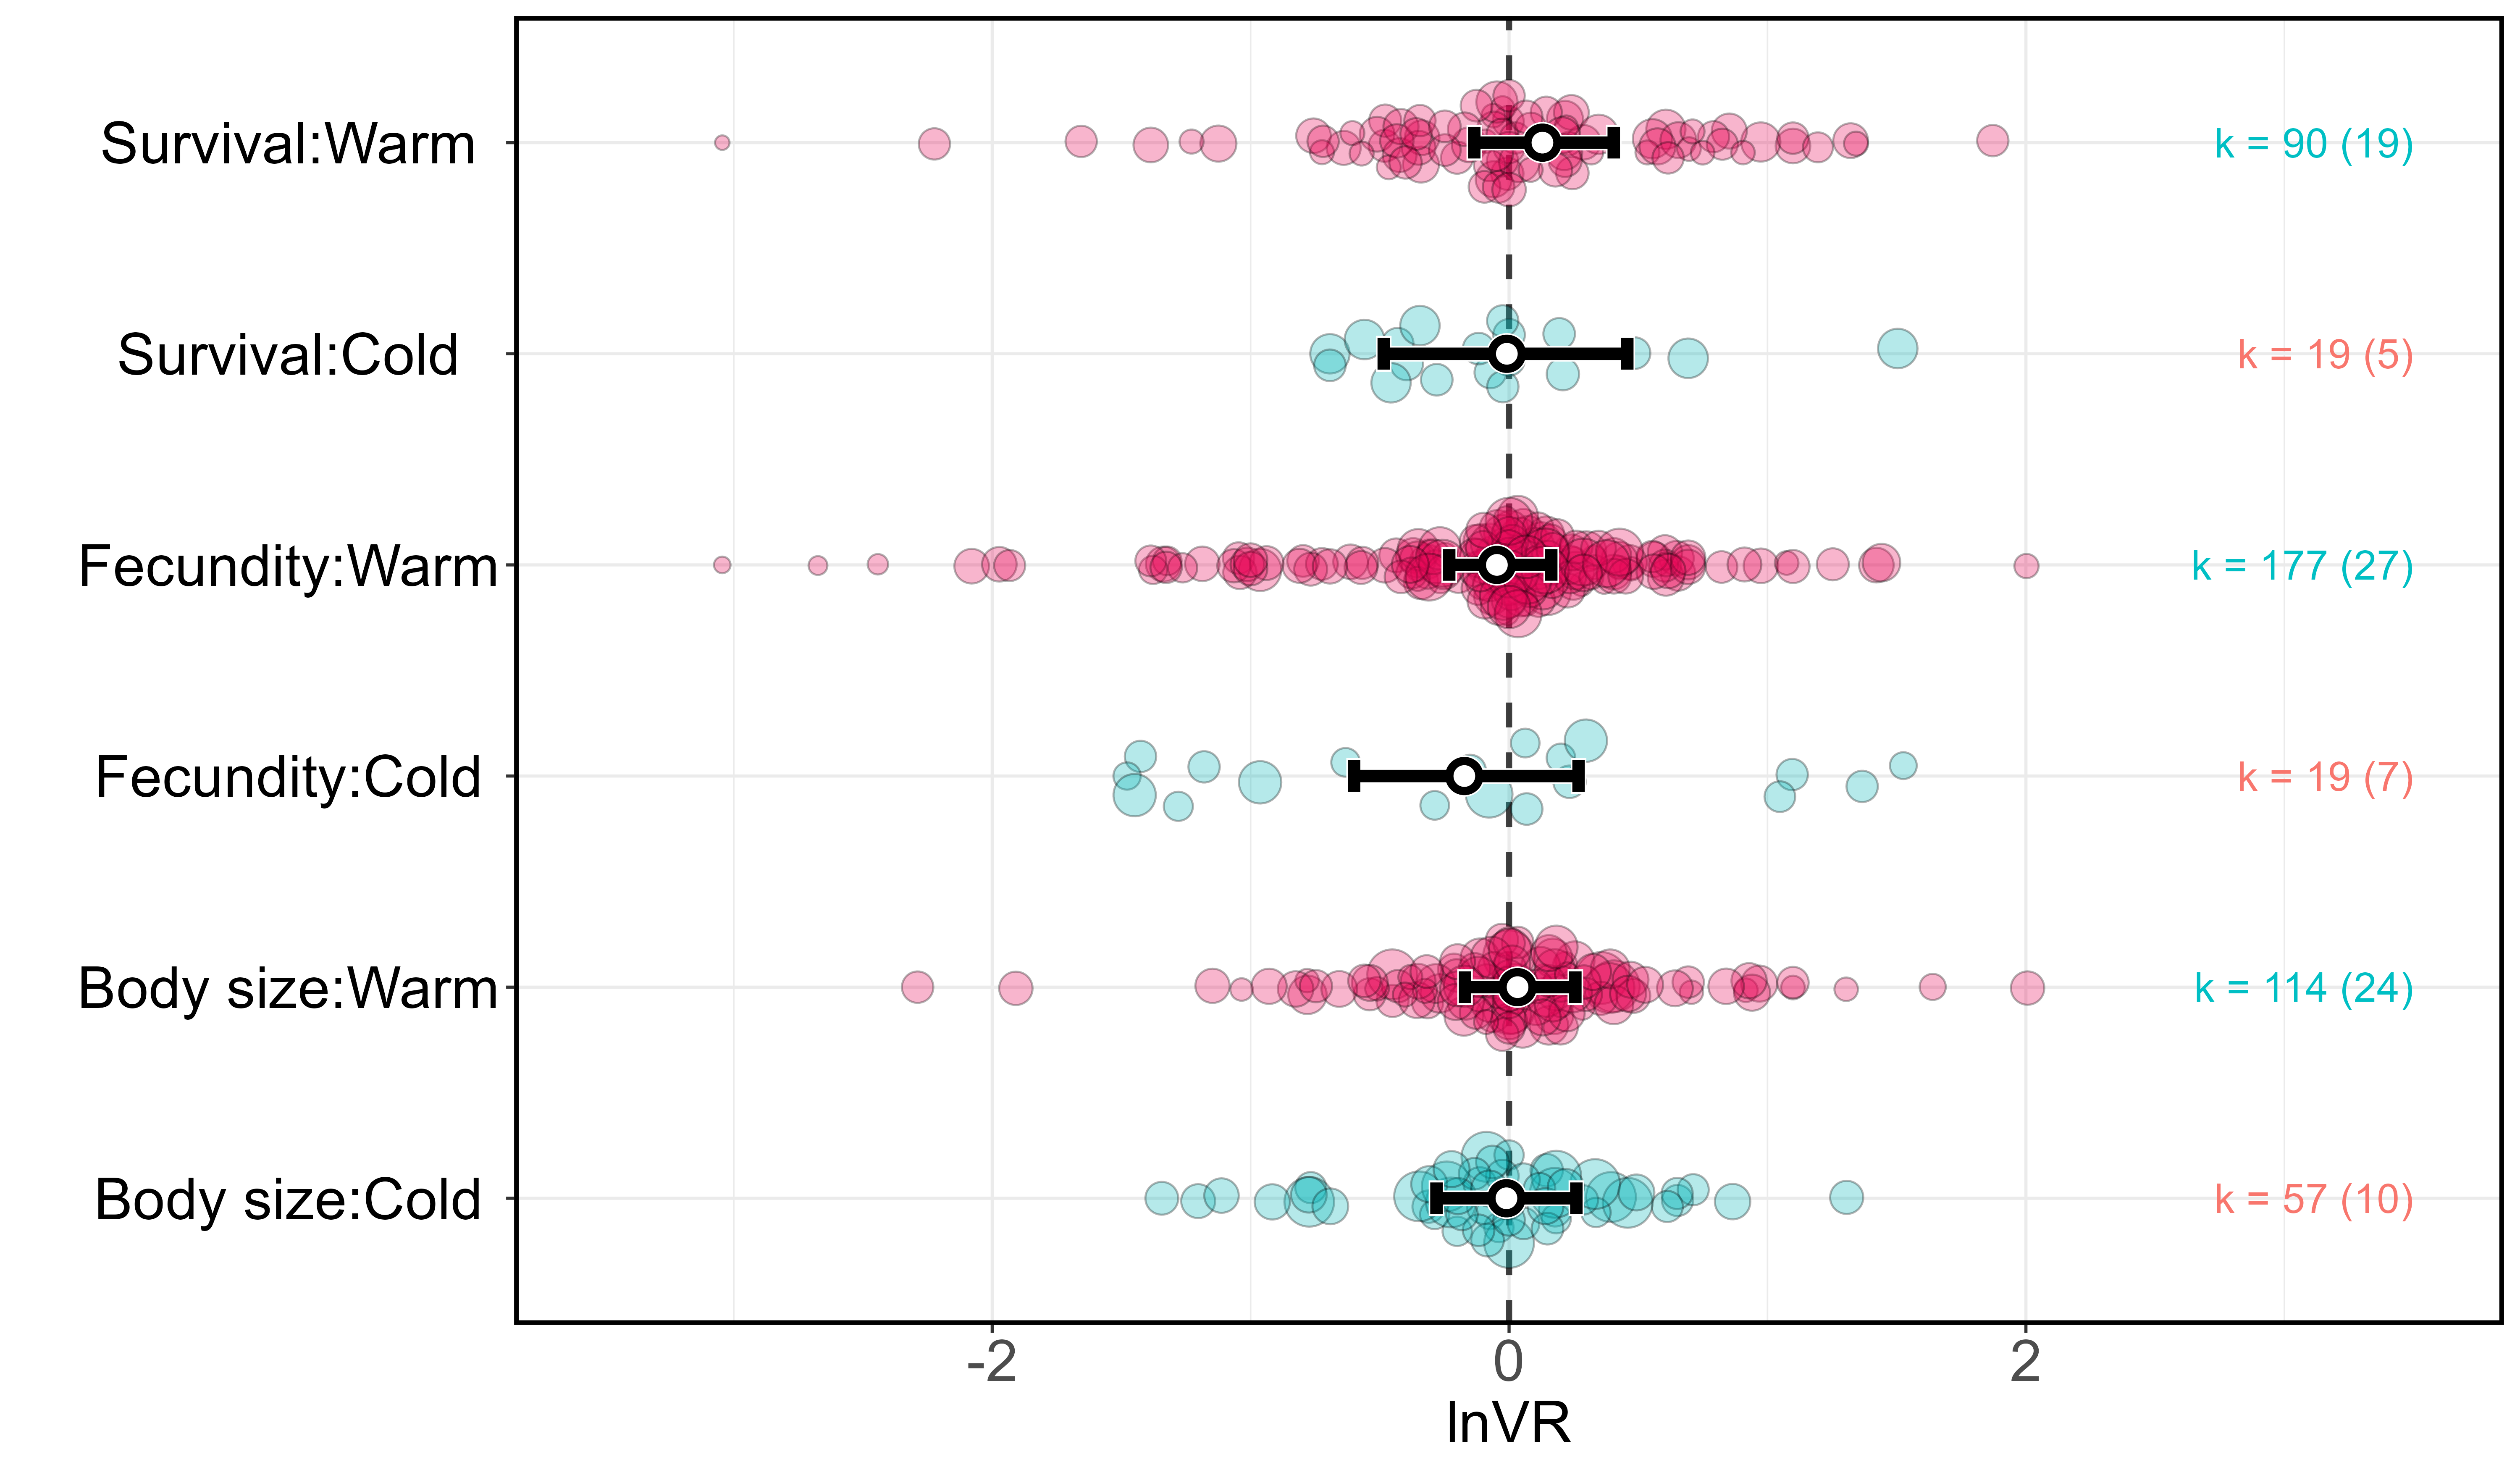 Survival:Warm k = 90 (19)
Survival:Cold k = 19 (5)
Fecundity:Warm k = 177 (27)
Fecundity:Cold k = 19 (7)
Body size:Warm k = 114 (24)
Body size:Cold k = 57 (10)
-2 0 2
lnVR